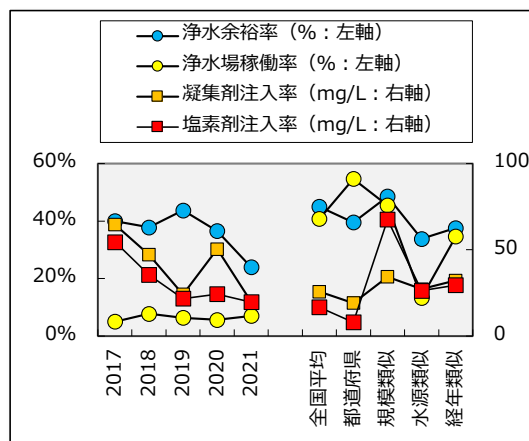 浄水余裕率（%：左軸）
浄水場稼働率（%：左軸）
凝集剤注入率（mg/L：右軸）
塩素剤注入率（mg/L：右軸）
60%
40%
20%
0%
100
50
0
2017
2018
2019
2020
2021
全国平均
都道府県
規模類似
水源類似
経年類似